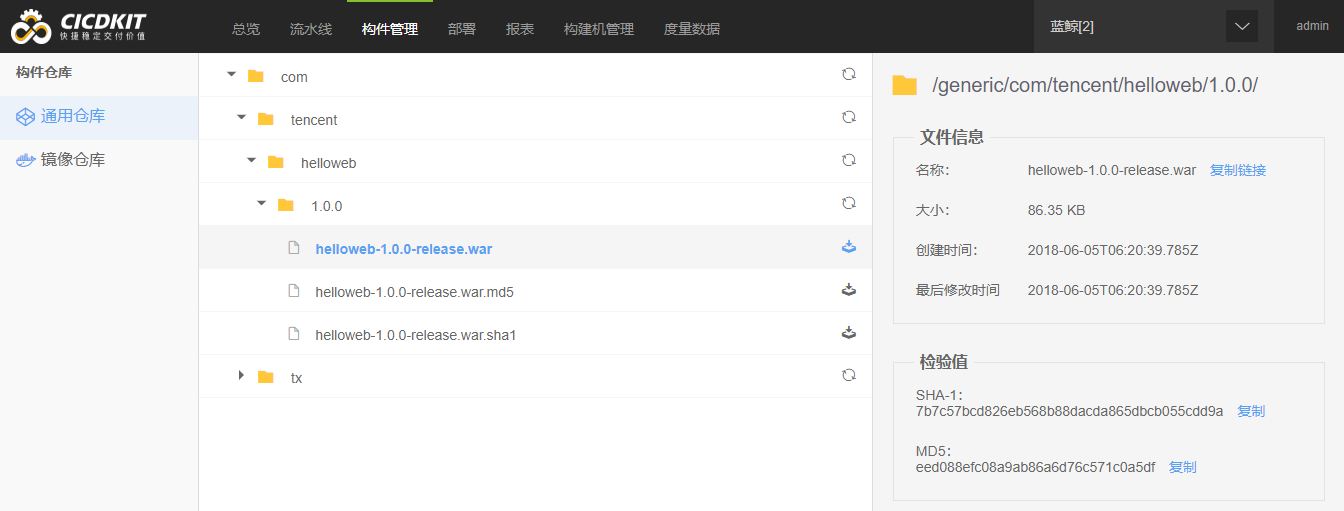 CICDKIT
快捷稳定交付价值
总览 流水线 构件管理 部署 报表 构建机管理 度量数据
蓝鲸[2]
admin
构件仓库
通用仓库
镜像仓库
com
tencent
helloweb
1.0.0
helloweb-1.0.0-release.war
helloweb-1.0.0-release.war.md5
helloweb-1.0.0-release.war.sha1
tx
/generic/com/tencent/helloweb/1.0.0/
文件信息
名称： helloweb-1.0.0-release.war 复制链接
大小： 86.35 KB
创建时间： 2018-06-05T06:20:39.785Z
最后修改时间 2018-06-05T06:20:39.785Z
检验值
SHA-1：
7b7c57bcd826eb568b88dacda865dbcb055cdd9a 复制
MD5：
eed088efc08a9ab86a6d76c571c0a5df 复制